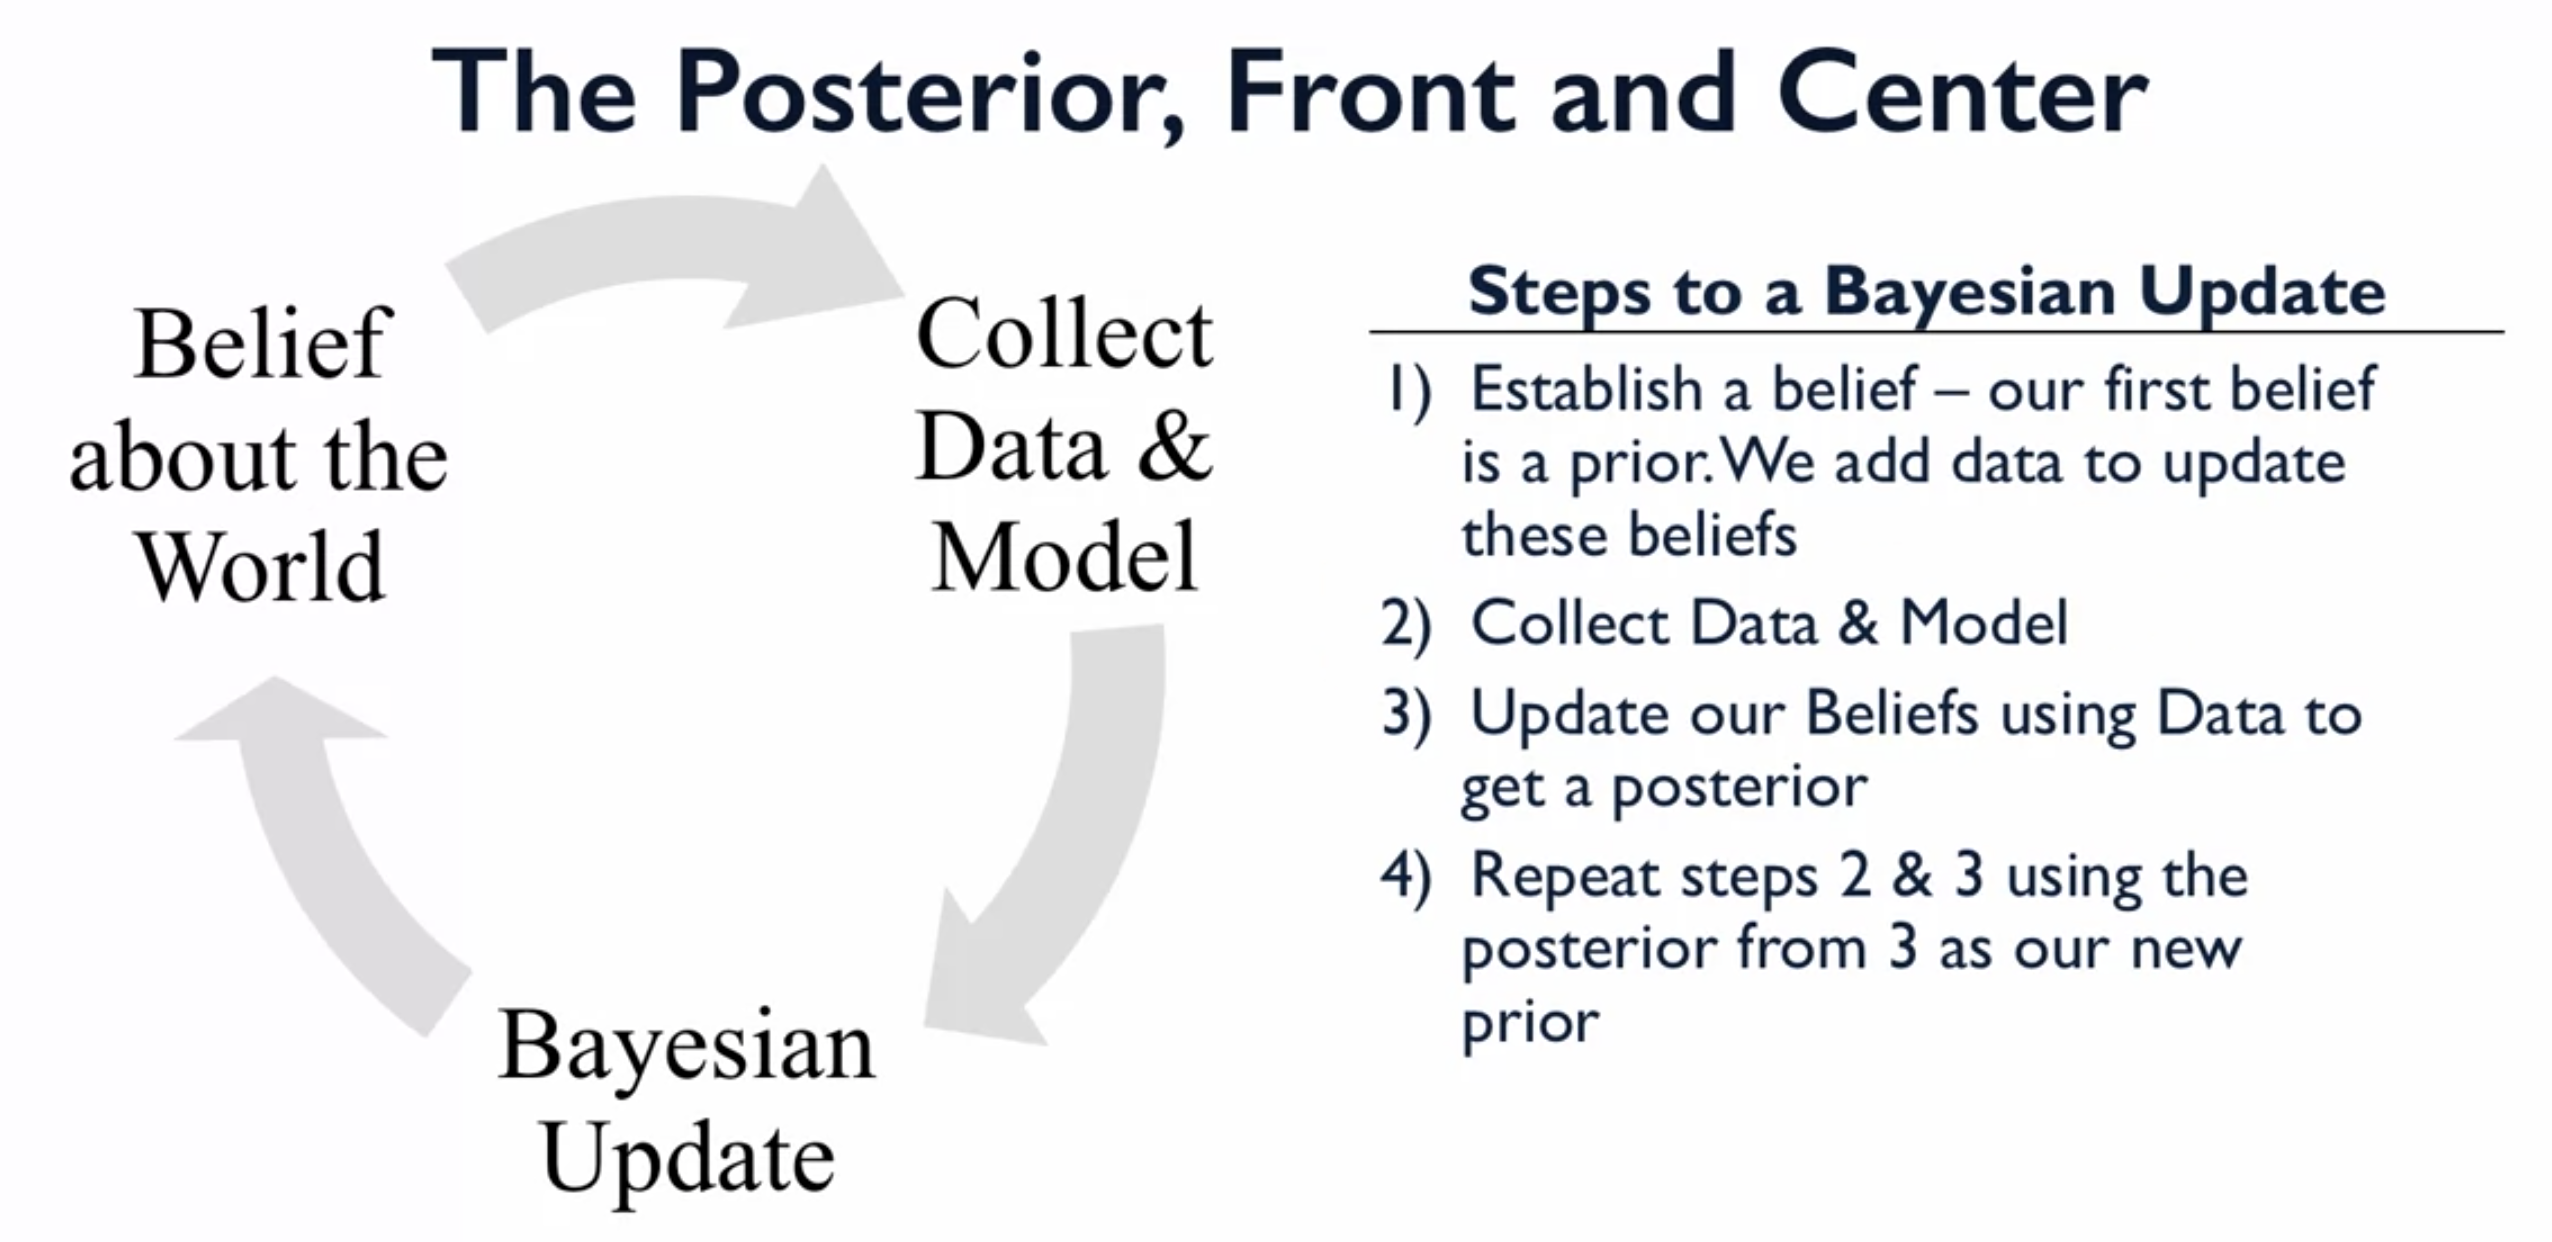 The Posterior, Front and Center
Belief
about the
World
Collect
Data &
Model
Bayesian
Update
Steps to a Bayesian Update
1) Establish a belief – our first belief
is a prior. We add data to update
these beliefs
2) Collect Data & Model
3) Update our Beliefs using Data to
get a posterior
4) Repeat steps 2 & 3 using the
posterior from 3 as our new
prior